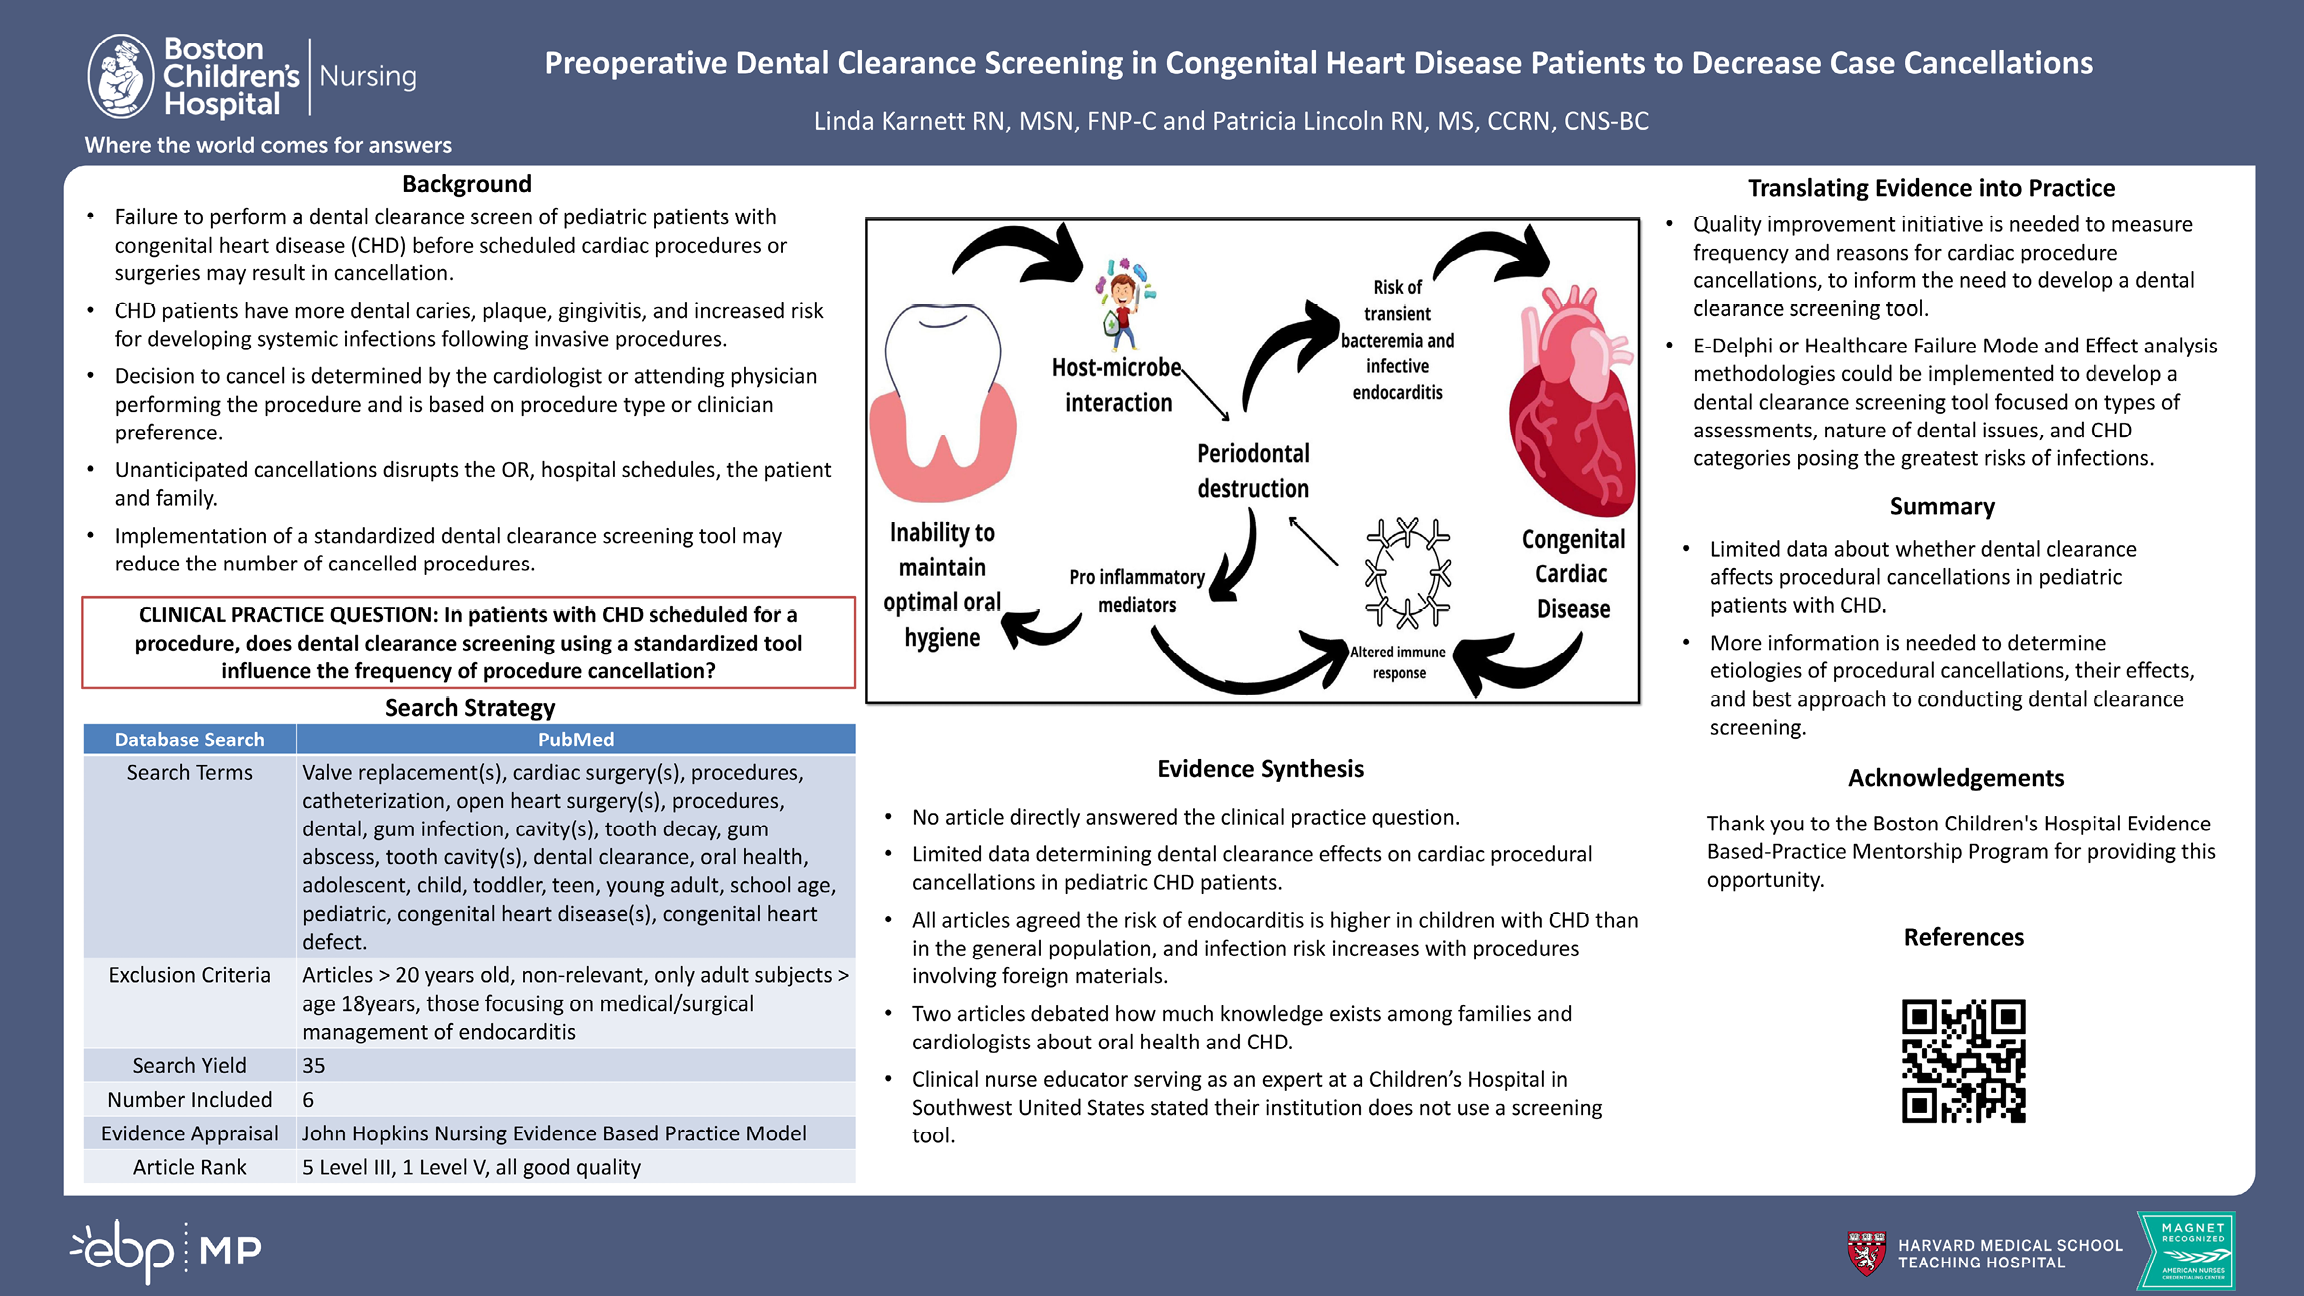 Boston
Children's
Hospital
Nursing
Where the world comes for answers
Preoperative Dental Clearance Screening in Congenital Heart Disease Patients to Decrease Case Cancellations
Linda Karnett RN, MSN, FNP-C and Patricia Lincoln RN, MS, CCRN, CNS-BC
Background
• Failure to perform a dental clearance screen of pediatric patients with
congenital heart disease (CHD) before scheduled cardiac procedures or
surgeries may result in cancellation.
• CHD patients have more dental caries, plaque, gingivitis, and increased risk
for developing systemic infections following invasive procedures.
• Decision to cancel is determined by the cardiologist or attending physician
performing the procedure and is based on procedure type or clinician
preference.
• Unanticipated cancellations disrupts the OR, hospital schedules, the patient
and family.
• Implementation of a standardized dental clearance screening tool may
reduce the number of cancelled procedures.
CLINICAL PRACTICE QUESTION: In patients with CHD scheduled for a
procedure, does dental clearance screening using a standardized tool
influence the frequency of procedure cancellation?
Search Strategy
Database Search PubMed
Search Terms Valve replacement(s), cardiac surgery(s), procedures,
catheterization, open heart surgery(s), procedures,
dental, gum infection, cavity(s), tooth decay, gum
abscess, tooth cavity(s), dental clearance, oral health,
adolescent, child, toddler, teen, young adult, school age,
pediatric, congenital heart disease(s), congenital heart
defect.
Exclusion Criteria Articles > 20 years old, non-relevant, only adult subjects >
age 18years, those focusing on medical/surgical
management of endocarditis
Search Yield 35
Number Included 6
Evidence Appraisal John Hopkins Nursing Evidence Based Practice Model
Article Rank 5 Level III, 1 Level V, all good quality
Host-microbe
interaction
Risk of
transient
bacteremia and
infective
endocarditis
Periodontal
destruction
Inability to
maintain
optimal oral
hygiene
Pro inflammatory
mediators
Altered immune
response
Congenital
Cardiac
Disease
Evidence Synthesis
• No article directly answered the clinical practice question.
• Limited data determining dental clearance effects on cardiac procedural
cancellations in pediatric CHD patients.
• All articles agreed the risk of endocarditis is higher in children with CHD than
in the general population, and infection risk increases with procedures
involving foreign materials.
• Two articles debated how much knowledge exists among families and
cardiologists about oral health and CHD.
• Clinical nurse educator serving as an expert at a Children’s Hospital in
Southwest United States stated their institution does not use a screening
tool.
Translating Evidence into Practice
• Quality improvement initiative is needed to measure
frequency and reasons for cardiac procedure
cancellations, to inform the need to develop a dental
clearance screening tool.
• E-Delphi or Healthcare Failure Mode and Effect analysis
methodologies could be implemented to develop a
dental clearance screening tool focused on types of
assessments, nature of dental issues, and CHD
categories posing the greatest risks of infections.
Summary
• Limited data about whether dental clearance
affects procedural cancellations in pediatric
patients with CHD.
• More information is needed to determine
etiologies of procedural cancellations, their effects,
and best approach to conducting dental clearance
screening.
Acknowledgements
Thank you to the Boston Children's Hospital Evidence
Based-Practice Mentorship Program for providing this
opportunity.
References
ebp MP
HARVARD MEDICAL SCHOOL
TEACHING HOSPITAL
MAGNET
RECOGNIZED
AMERICAN NURSES
CREDENTIALING CENTER